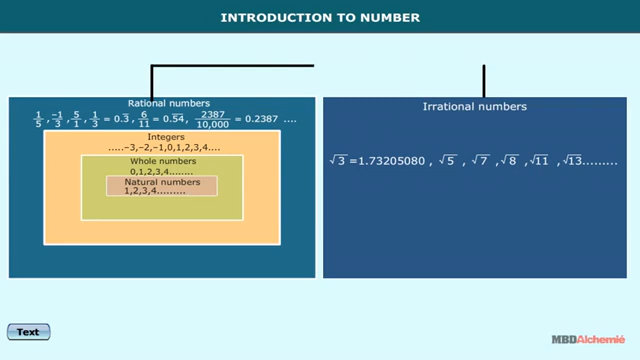 INTRODUCTION TO NUMBER
Rational numbers
1/5 , –1/3 , 5/1 , 1/3 = 0.3̅ , 6/11 = 0.5̅4̅ , 2387/10,000 = 0.2387 ....
Integers
.....–3,–2,–1,0,1,2,3,4....
Whole numbers
0,1,2,3,4........
Natural numbers
1,2,3,4.........
Irrational numbers
√3 =1.73205080 , √5 , √7 , √8 , √11 , √13.........
Text
MBDAlchemié